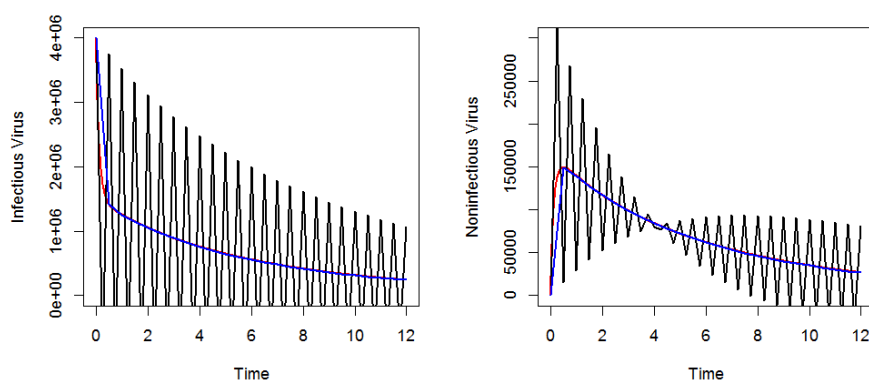 Infectious Virus
0e+00 1e+06 2e+06 3e+06 4e+06
0 2 4 6 8 10 12
Time
Noninfectious Virus
0 50000 150000 250000
0 2 4 6 8 10 12
Time